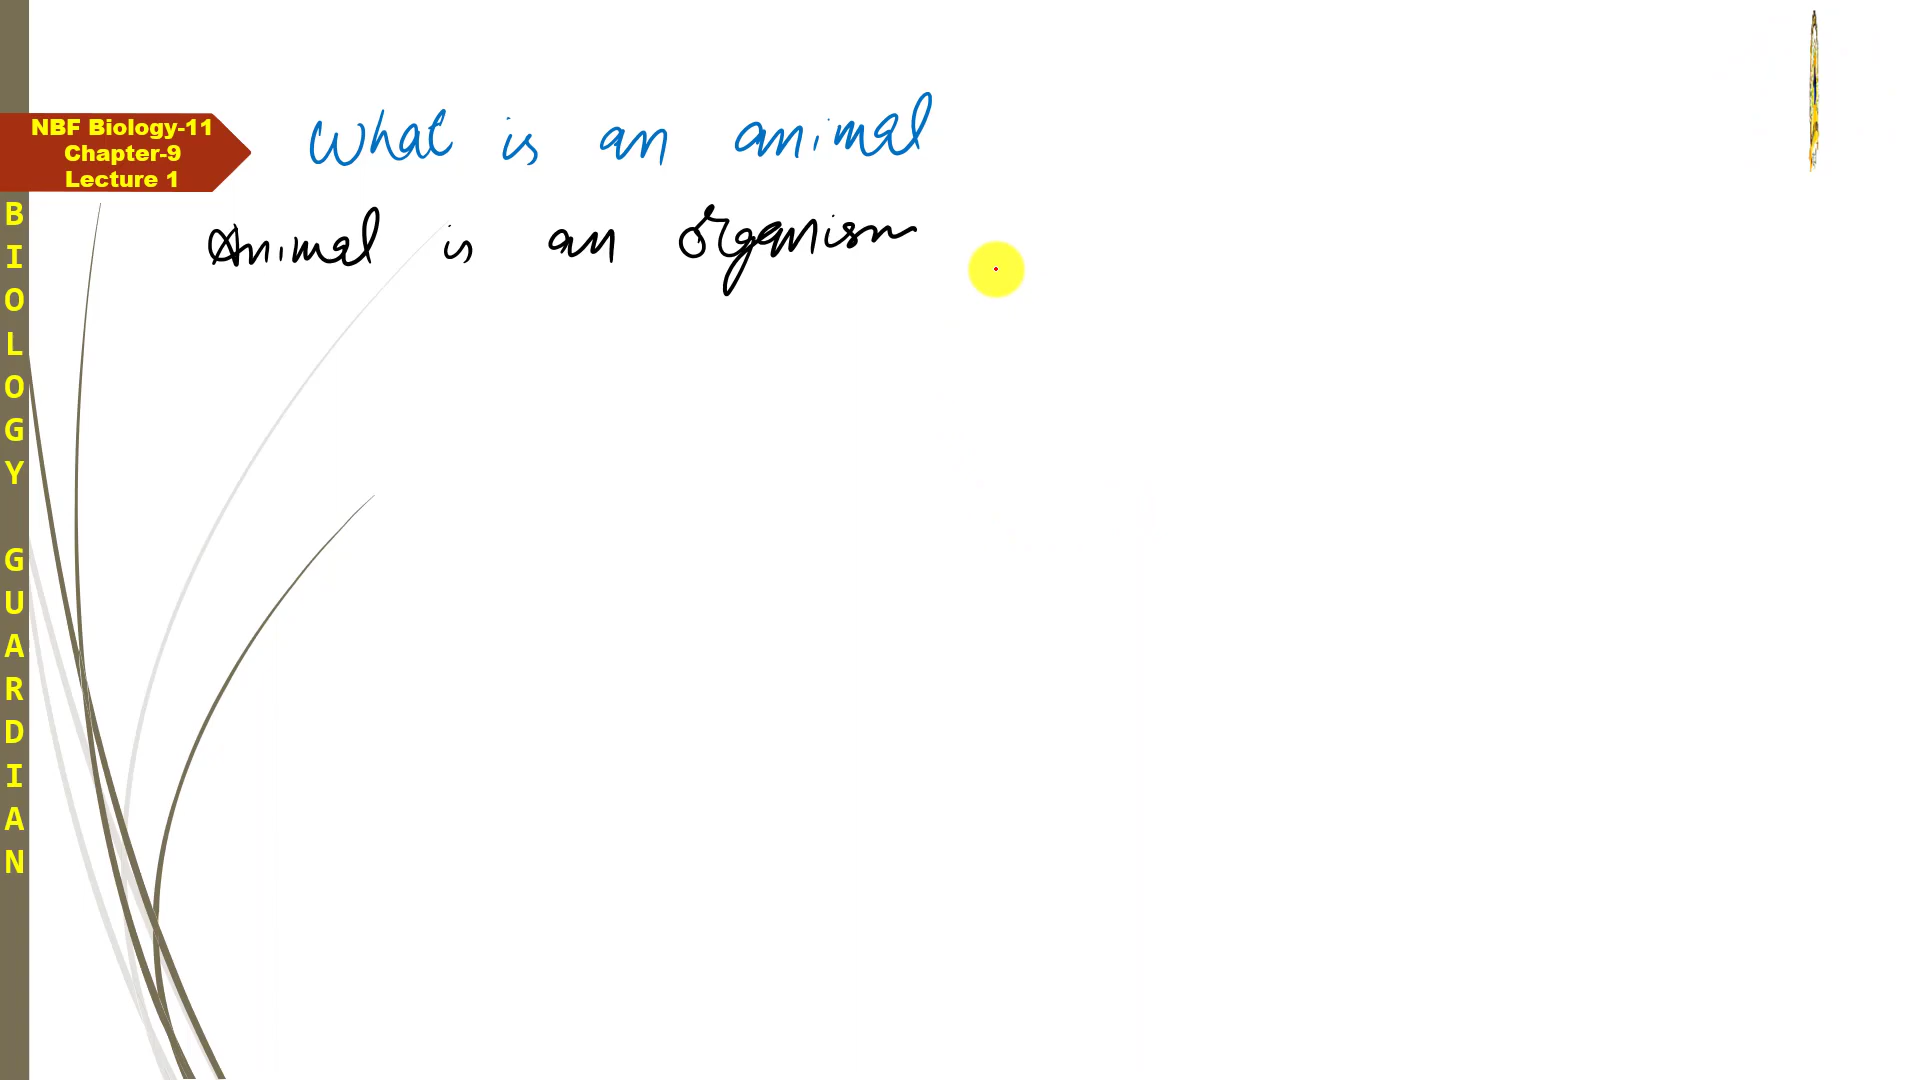 NBF Biology-11
Chapter-9
Lecture 1
What is an animal
Animal is an organism
BIOLOGY GUARDIAN